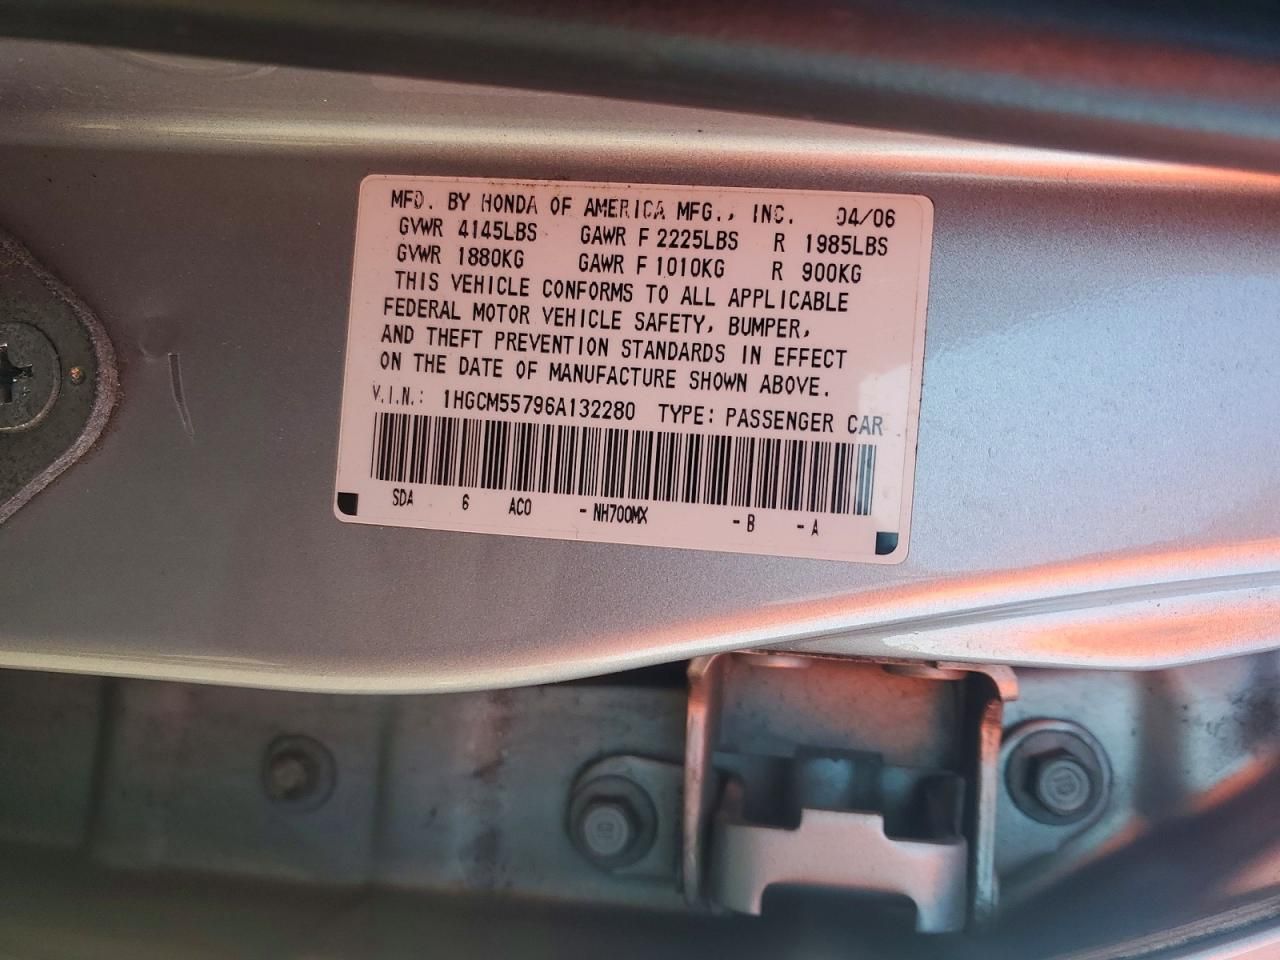 MFD. BY HONDA OF AMERICA MFG., INC. 04/06
GVWR 4145LBS GAWR F 2225LBS R 1985LBS
GVWR 1880KG GAWR F 1010KG R 900KG
THIS VEHICLE CONFORMS TO ALL APPLICABLE
FEDERAL MOTOR VEHICLE SAFETY, BUMPER,
AND THEFT PREVENTION STANDARDS IN EFFECT
ON THE DATE OF MANUFACTURE SHOWN ABOVE.
V.I.N.: 1HGCM55796A132280 TYPE: PASSENGER CAR
SDA 6 AC0 - NH700MX - B - A